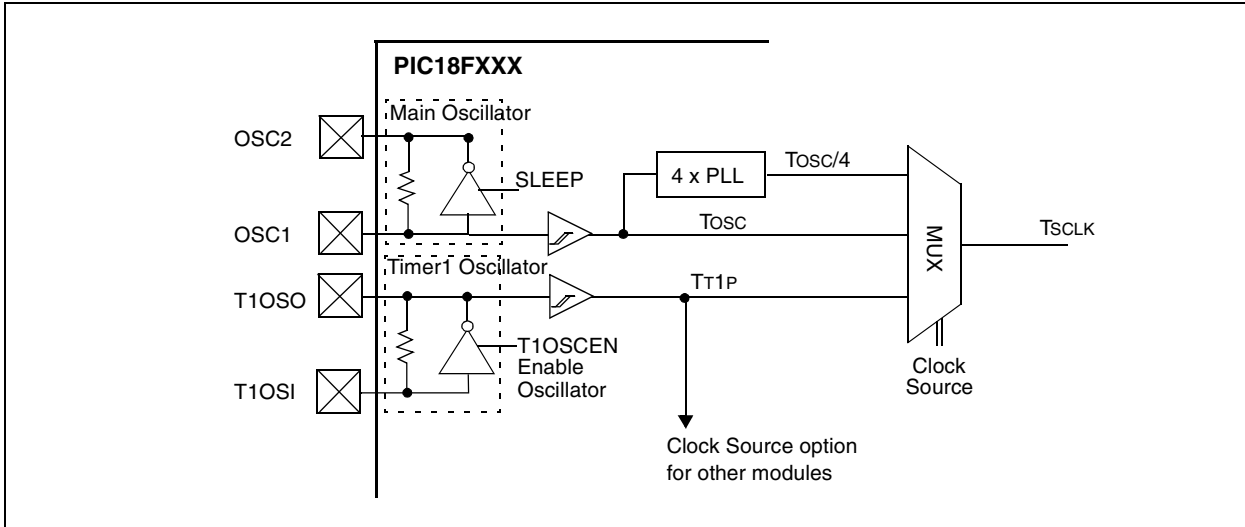 PIC18FXXX
Main Oscillator
OSC2
SLEEP
4 x PLL
TOSC/4
OSC1
TOSC
MUX
TSCLK
Timer1 Oscillator
T1OSO
TT1P
T1OSCEN
Enable
Oscillator
T1OSI
Clock
Source
Clock Source option
for other modules